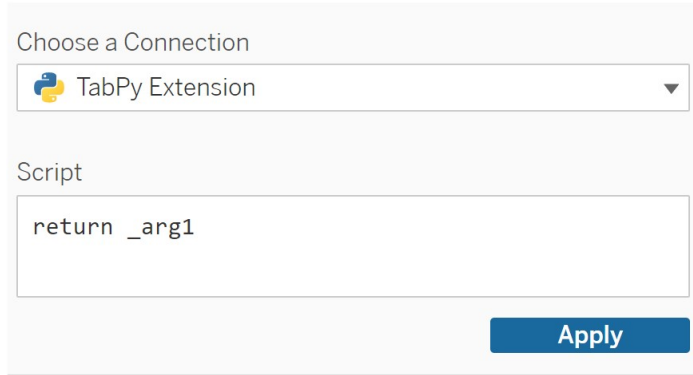 Choose a Connection
TabPy Extension
Script
return _arg1
Apply